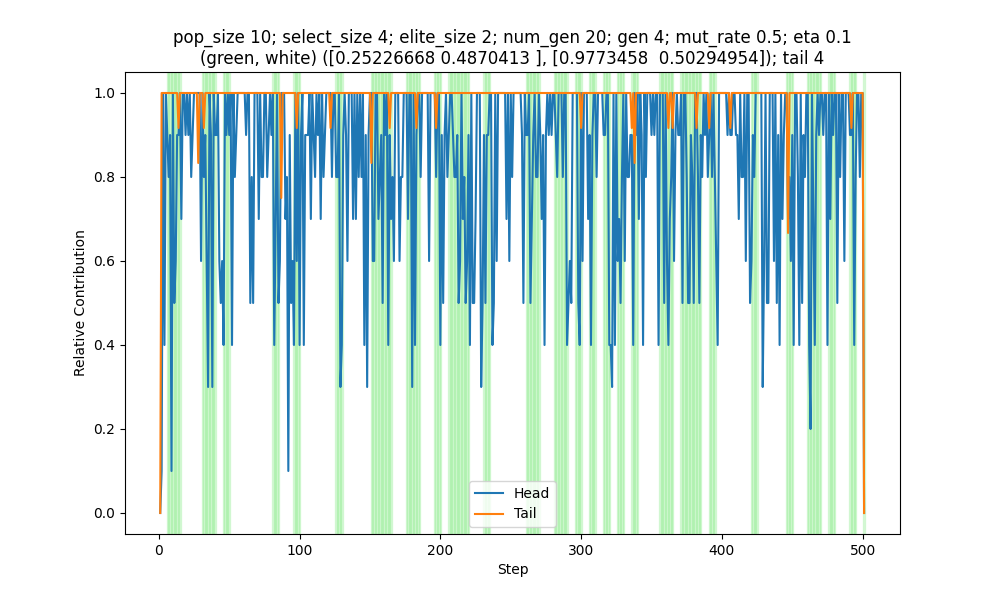 pop_size 10; select_size 4; elite_size 2; num_gen 20; gen 4; mut_rate 0.5; eta 0.1
(green, white) ([0.25226668 0.4870413 ], [0.9773458  0.50294954]); tail 4
1.0
0.8
0.6
0.4
0.2
0.0
Relative Contribution
Head
Tail
0
100
200
300
400
500
Step